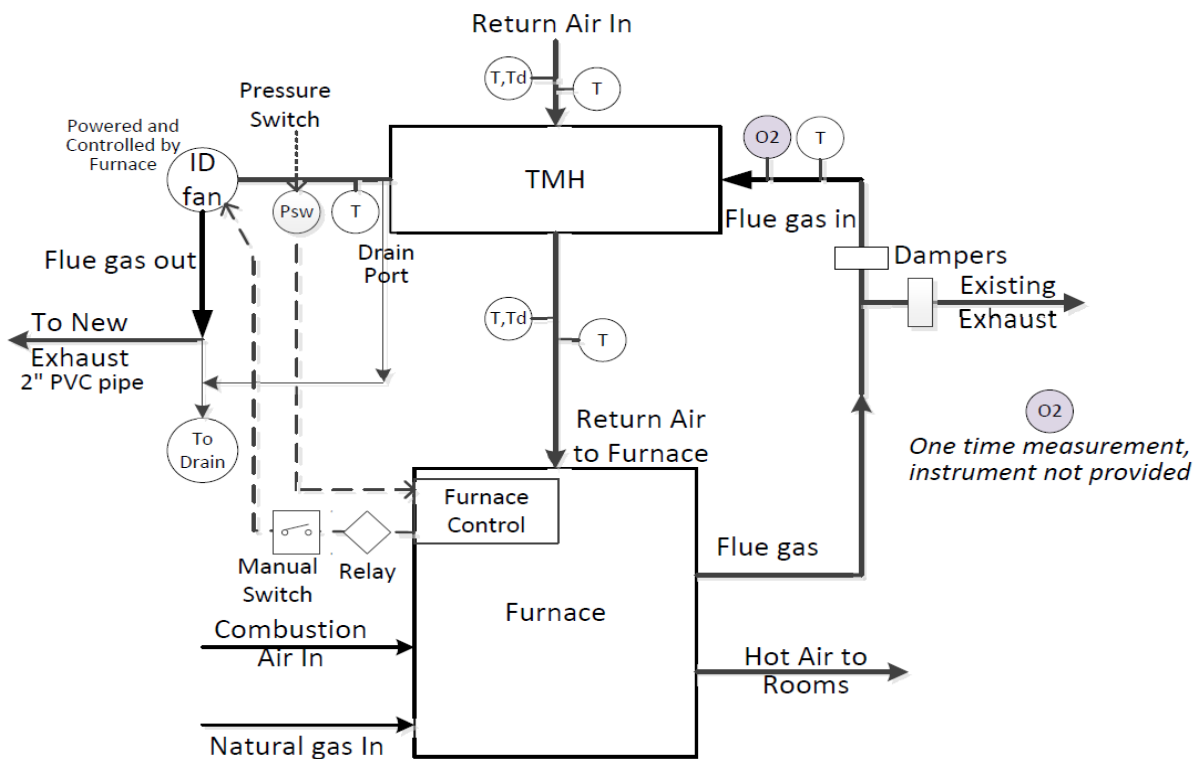 Return Air In
T,Td
T
Pressure
Switch
Powered and
Controlled by
Furnace
ID
fan
Psw
T
TMH
O2
T
Flue gas in
Flue gas out
Drain
Port
Dampers
Existing
Exhaust
To New
Exhaust
2" PVC pipe
T,Td
T
To
Drain
Return Air
to Furnace
O2
One time measurement,
instrument not provided
Furnace
Control
Manual
Switch
Relay
Flue gas
Furnace
Combustion
Air In
Hot Air to
Rooms
Natural gas In